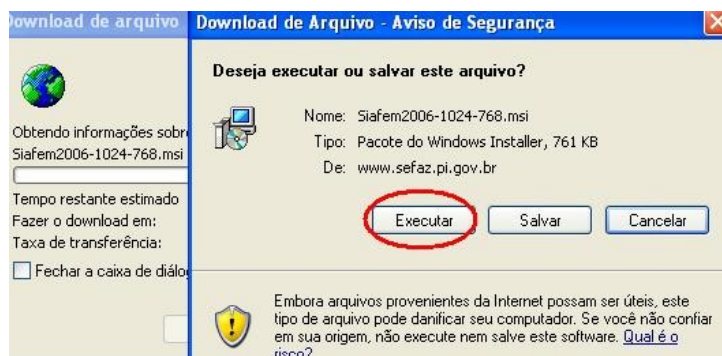 Download de arquivo
Obtendo informações sobr
Siafem2006-1024-768.msi
Tempo restante estimado
Fazer o download em:
Taxa de transferência:
Fechar a caixa de diálo
Download de Arquivo - Aviso de Segurança
Deseja executar ou salvar este arquivo?
Nome: Siafem2006-1024-768.msi
Tipo: Pacote do Windows Installer, 761 KB
De: www.sefaz.pi.gov.br
Executar Salvar Cancelar
Embora arquivos provenientes da Internet possam ser úteis, este
tipo de arquivo pode danificar seu computador. Se você não confiar
em sua origem, não execute nem salve este software. Qual é o
risco?